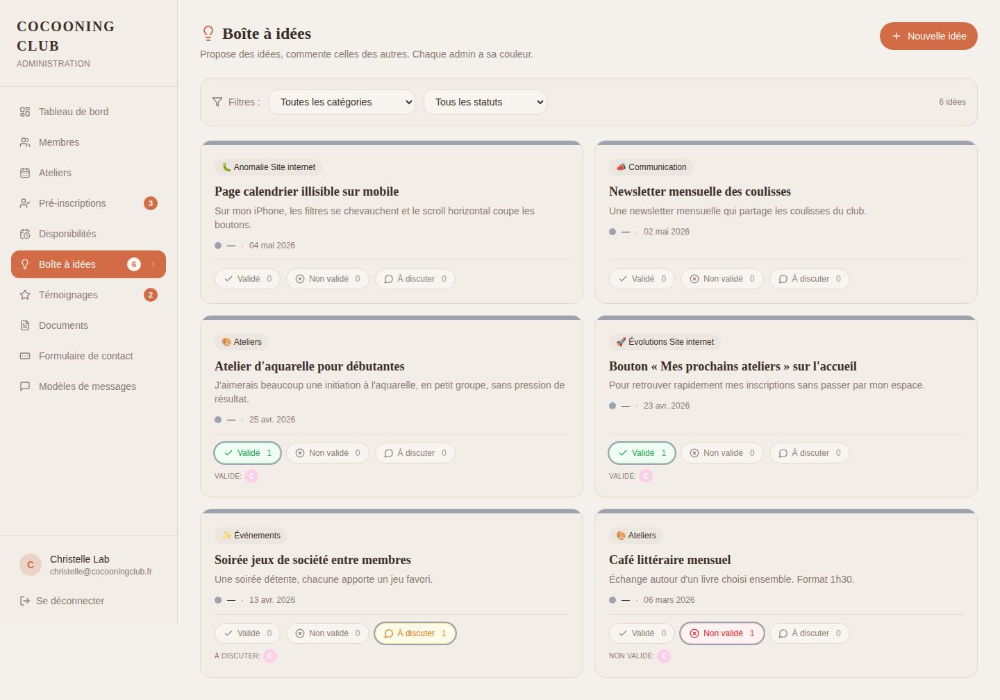 COCOONING
CLUB
ADMINISTRATION
Tableau de bord
Membres
Ateliers
Pré-inscriptions 3
Disponibilités
Boîte à idées 6
Témoignages 2
Documents
Formulaire de contact
Modèles de messages
C
Christelle Lab
christelle@cocooningclub.fr
Se déconnecter
Boîte à idées
Propose des idées, commente celles des autres. Chaque admin a sa couleur.
Nouvelle idée
Filtres : Toutes les catégories Tous les statuts 6 idées
🐛 Anomalie Site internet
Page calendrier illisible sur mobile
Sur mon iPhone, les filtres se chevauchent et le scroll horizontal coupe les
boutons.
— · 04 mai 2026
Validé 0 Non validé 0 À discuter 0
📣 Communication
Newsletter mensuelle des coulisses
Une newsletter mensuelle qui partage les coulisses du club.
— · 02 mai 2026
Validé 0 Non validé 0 À discuter 0
🎨 Ateliers
Atelier d'aquarelle pour débutantes
J'aimerais beaucoup une initiation à l'aquarelle, en petit groupe, sans pression de
résultat.
— · 25 avr. 2026
Validé 1 Non validé 0 À discuter 0
VALIDÉ: C
🚀 Évolutions Site internet
Bouton « Mes prochains ateliers » sur l'accueil
Pour retrouver rapidement mes inscriptions sans passer par mon espace.
— · 23 avr. 2026
Validé 1 Non validé 0 À discuter 0
VALIDÉ: C
✨ Événements
Soirée jeux de société entre membres
Une soirée détente, chacune apporte un jeu favori.
— · 13 avr. 2026
Validé 0 Non validé 0 À discuter 1
À DISCUTER: C
🎨 Ateliers
Café littéraire mensuel
Échange autour d'un livre choisi ensemble. Format 1h30.
— · 06 mars 2026
Validé 0 Non validé 1 À discuter 0
NON VALIDÉ: C